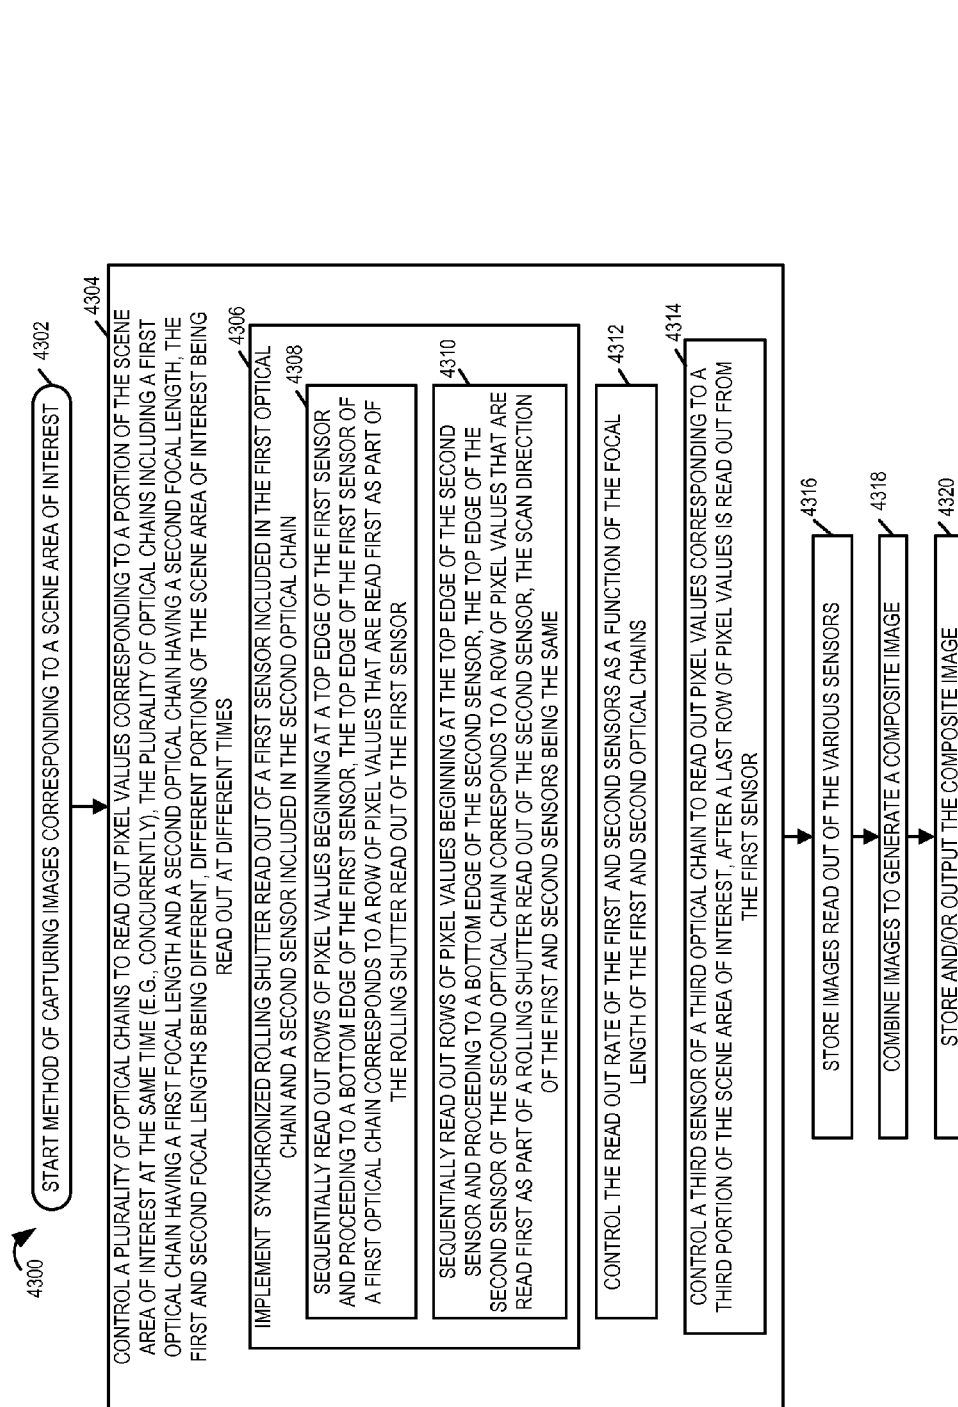 4300
START METHOD OF CAPTURING IMAGES CORRESPONDING TO A SCENE AREA OF INTEREST
4302
4304
CONTROL A PLURALITY OF OPTICAL CHAINS TO READ OUT PIXEL VALUES CORRESPONDING TO A PORTION OF THE SCENE
AREA OF INTEREST AT THE SAME TIME (E.G., CONCURRENTLY), THE PLURALITY OF OPTICAL CHAINS INCLUDING A FIRST
OPTICAL CHAIN HAVING A FIRST FOCAL LENGTH AND A SECOND OPTICAL CHAIN HAVING A SECOND FOCAL LENGTH, THE
FIRST AND SECOND FOCAL LENGTHS BEING DIFFERENT, DIFFERENT PORTIONS OF THE SCENE AREA OF INTEREST BEING
READ OUT AT DIFFERENT TIMES
4306
IMPLEMENT SYNCHRONIZED ROLLING SHUTTER READ OUT OF A FIRST SENSOR INCLUDED IN THE FIRST OPTICAL
CHAIN AND A SECOND SENSOR INCLUDED IN THE SECOND OPTICAL CHAIN
4308
SEQUENTIALLY READ OUT ROWS OF PIXEL VALUES BEGINNING AT A TOP EDGE OF THE FIRST SENSOR
AND PROCEEDING TO A BOTTOM EDGE OF THE FIRST SENSOR, THE TOP EDGE OF THE FIRST SENSOR OF
A FIRST OPTICAL CHAIN CORRESPONDS TO A ROW OF PIXEL VALUES THAT ARE READ FIRST AS PART OF
THE ROLLING SHUTTER READ OUT OF THE FIRST SENSOR
4310
SEQUENTIALLY READ OUT ROWS OF PIXEL VALUES BEGINNING AT THE TOP EDGE OF THE SECOND
SENSOR AND PROCEEDING TO A BOTTOM EDGE OF THE SECOND SENSOR, THE TOP EDGE OF THE
SECOND SENSOR OF THE SECOND OPTICAL CHAIN CORRESPONDS TO A ROW OF PIXEL VALUES THAT ARE
READ FIRST AS PART OF A ROLLING SHUTTER READ OUT OF THE SECOND SENSOR, THE SCAN DIRECTION
OF THE FIRST AND SECOND SENSORS BEING THE SAME
4312
CONTROL THE READ OUT RATE OF THE FIRST AND SECOND SENSORS AS A FUNCTION OF THE FOCAL
LENGTH OF THE FIRST AND SECOND OPTICAL CHAINS
4314
CONTROL A THIRD SENSOR OF A THIRD OPTICAL CHAIN TO READ OUT PIXEL VALUES CORRESPONDING TO A
THIRD PORTION OF THE SCENE AREA OF INTEREST, AFTER A LAST ROW OF PIXEL VALUES IS READ OUT FROM
THE FIRST SENSOR
4316
STORE IMAGES READ OUT OF THE VARIOUS SENSORS
4318
COMBINE IMAGES TO GENERATE A COMPOSITE IMAGE
4320
STORE AND/OR OUTPUT THE COMPOSITE IMAGE